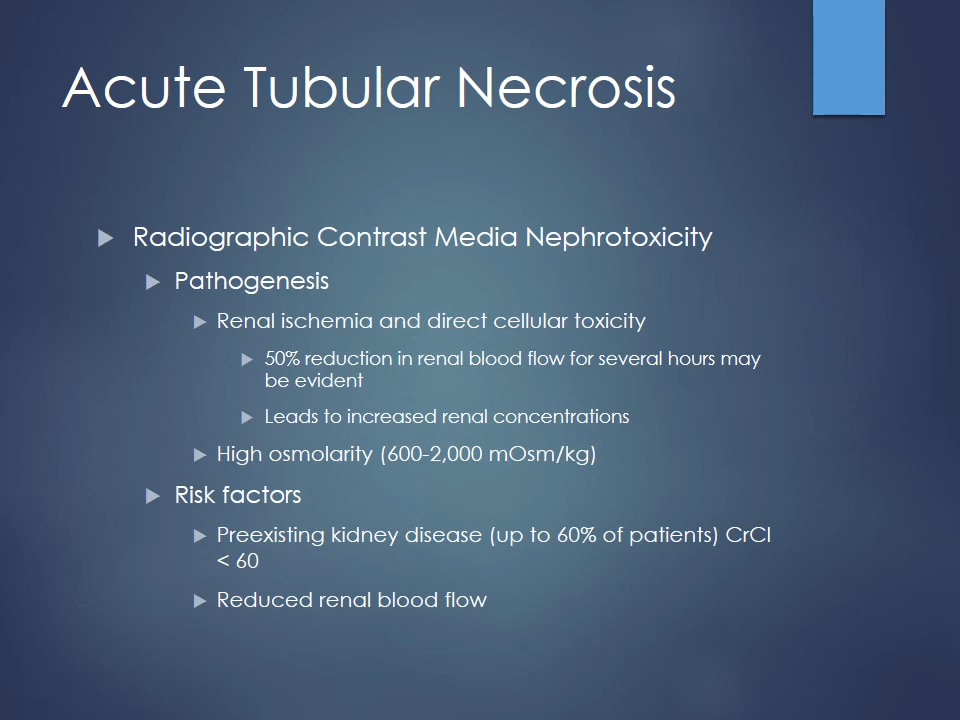 Acute Tubular Necrosis
Radiographic Contrast Media Nephrotoxicity
Pathogenesis
Renal ischemia and direct cellular toxicity
50% reduction in renal blood flow for several hours may
be evident
Leads to increased renal concentrations
High osmolarity (600-2,000 mOsm/kg)
Risk factors
Preexisting kidney disease (up to 60% of patients) CrCl
< 60
Reduced renal blood flow